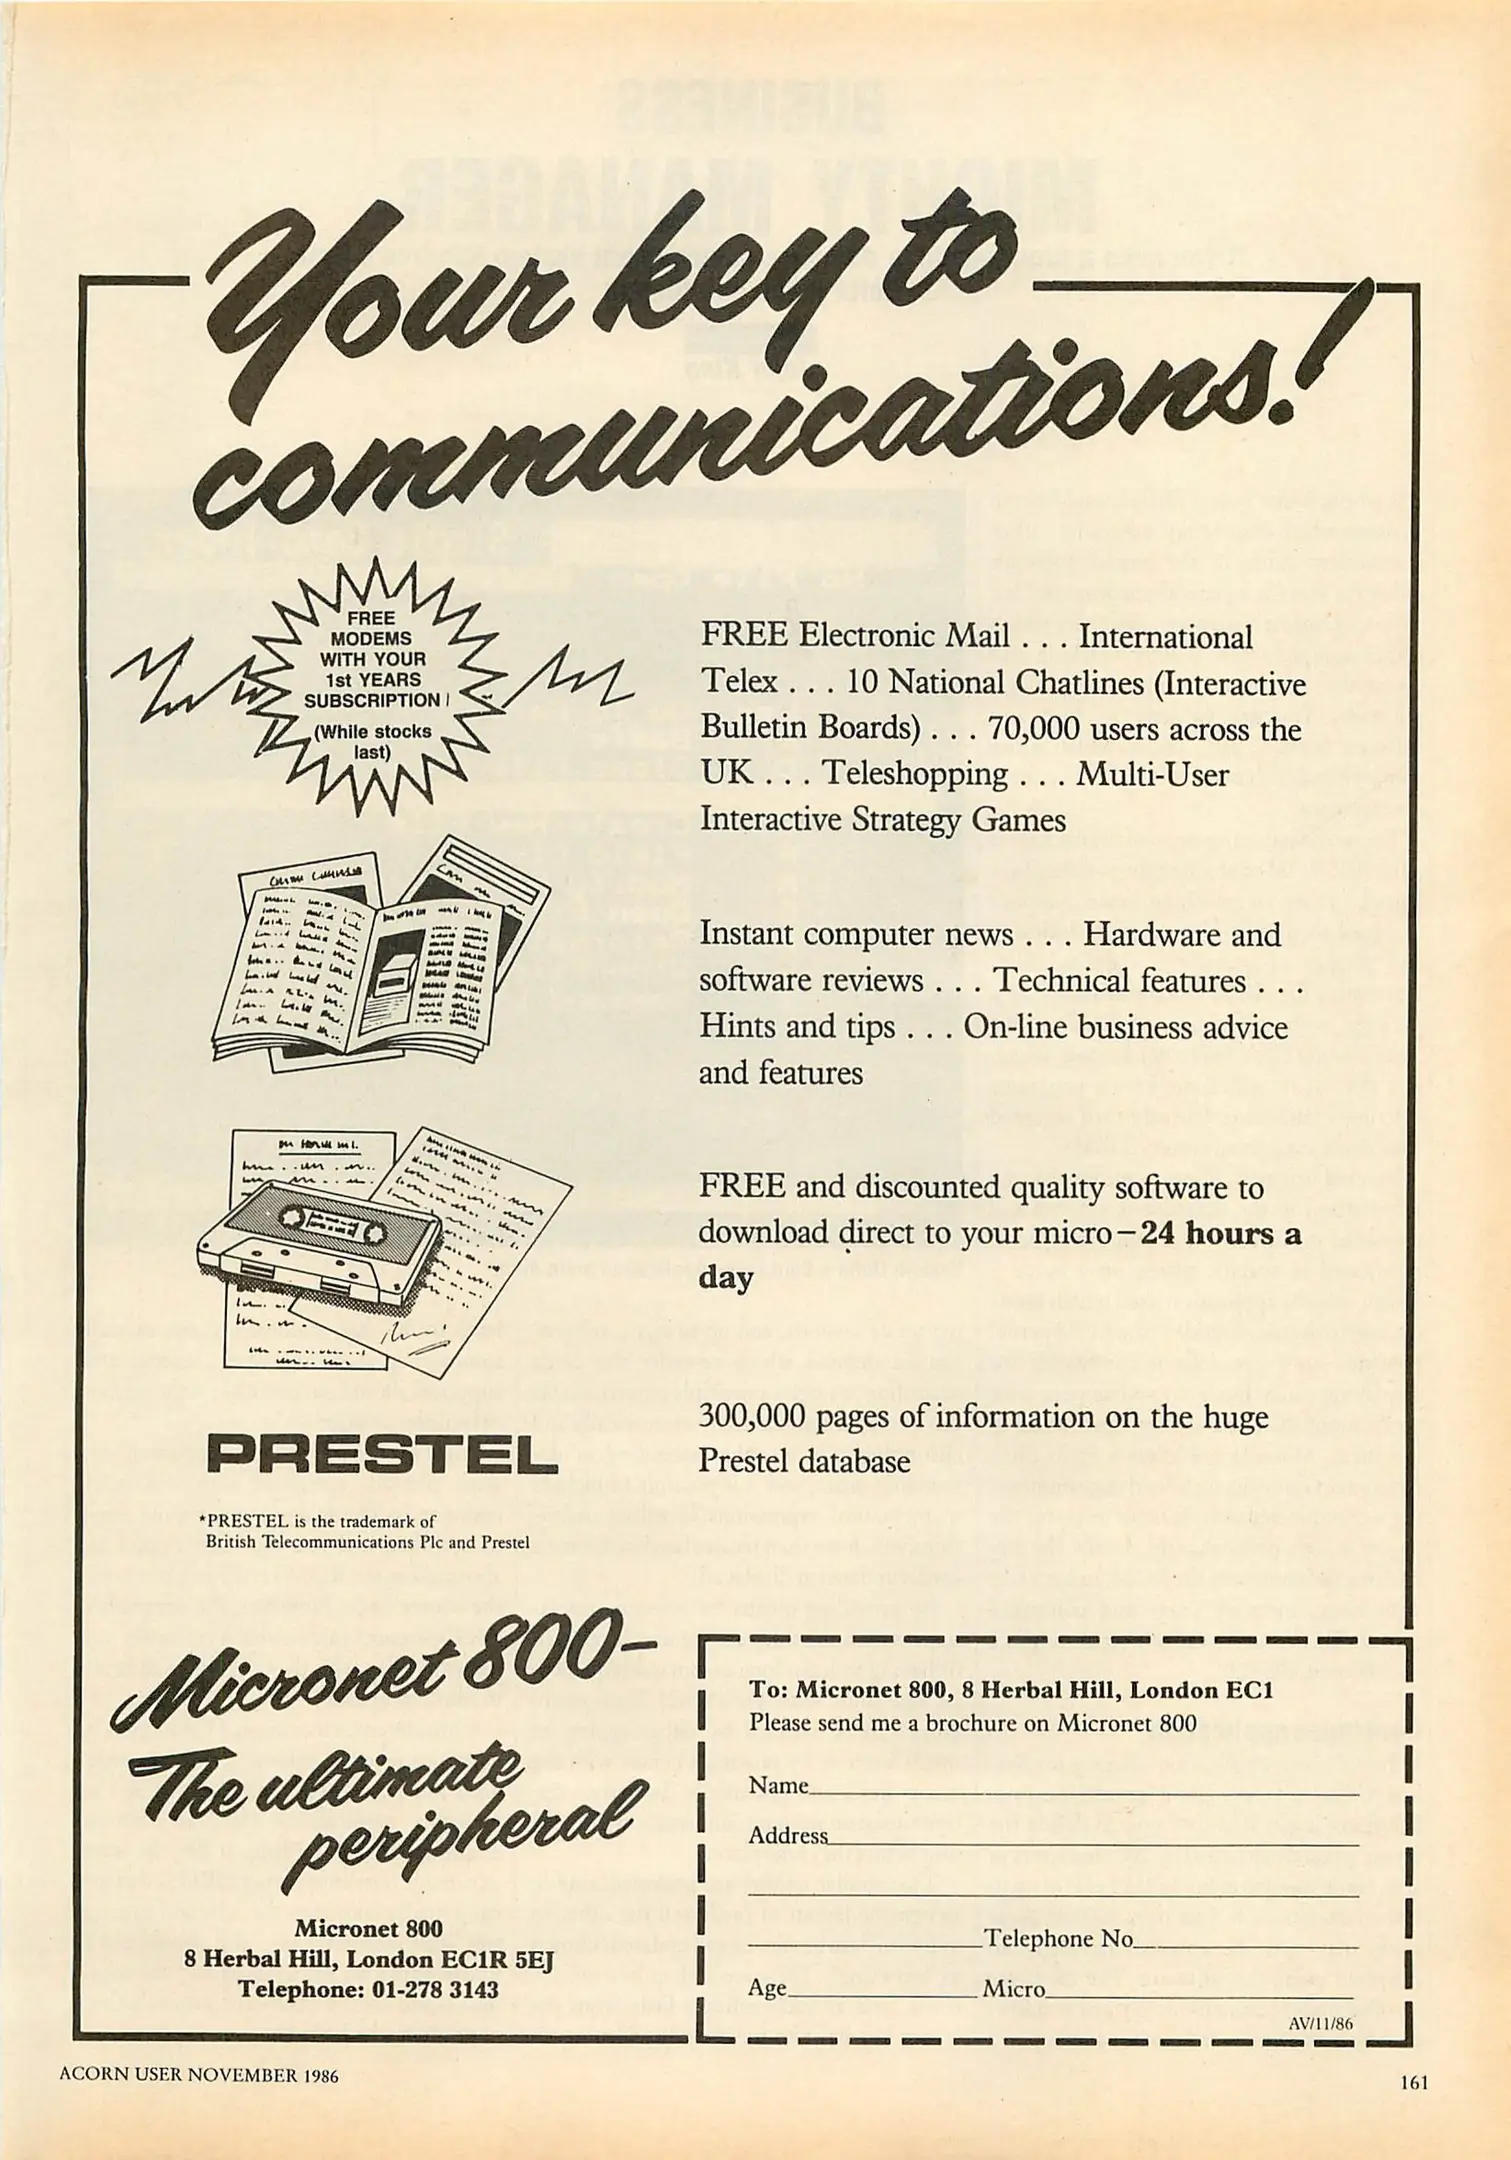 Your key to
communications!
FREE
MODEMS
WITH YOUR
1st YEARS
SUBSCRIPTION!
(While stocks
last)
FREE Electronic Mail . . . International
Telex . . . 10 National Chatlines (Interactive
Bulletin Boards) . . . 70,000 users across the
UK . . . Teleshopping . . . Multi-User
Interactive Strategy Games
Instant computer news . . . Hardware and
software reviews . . . Technical features . . .
Hints and tips . . . On-line business advice
and features
FREE and discounted quality software to
download direct to your micro – 24 hours a
day
PRESTEL
*PRESTEL is the trademark of
British Telecommunications Plc and Prestel
300,000 pages of information on the huge
Prestel database
Micronet 800–
The ultimate
peripheral
Micronet 800
8 Herbal Hill, London EC1R 5EJ
Telephone: 01-278 3143
To: Micronet 800, 8 Herbal Hill, London EC1
Please send me a brochure on Micronet 800
Name
Address
Telephone No
Age Micro
AV/11/86
ACORN USER NOVEMBER 1986
161